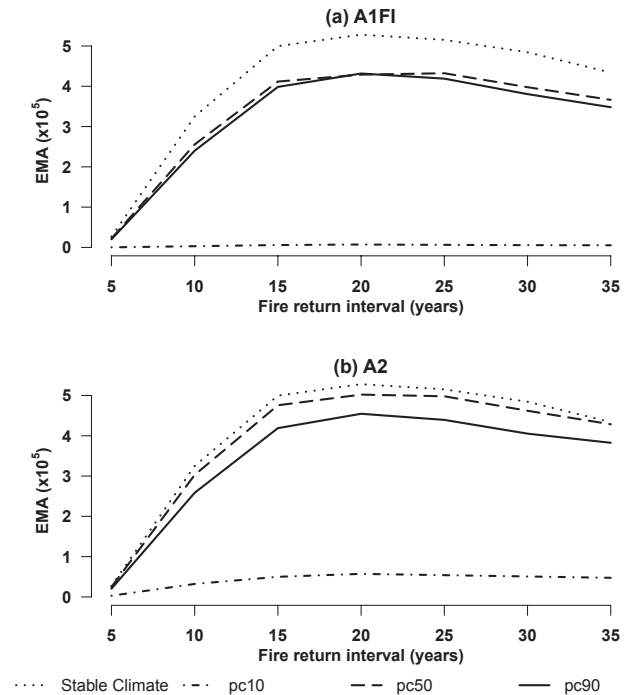 (a) A1FI
EMA (x10⁵)
5
4
3
2
1
0
5 10 15 20 25 30 35
Fire return interval (years)
(b) A2
EMA (x10⁵)
5
4
3
2
1
0
5 10 15 20 25 30 35
Fire return interval (years)
Stable Climate pc10 pc50 pc90